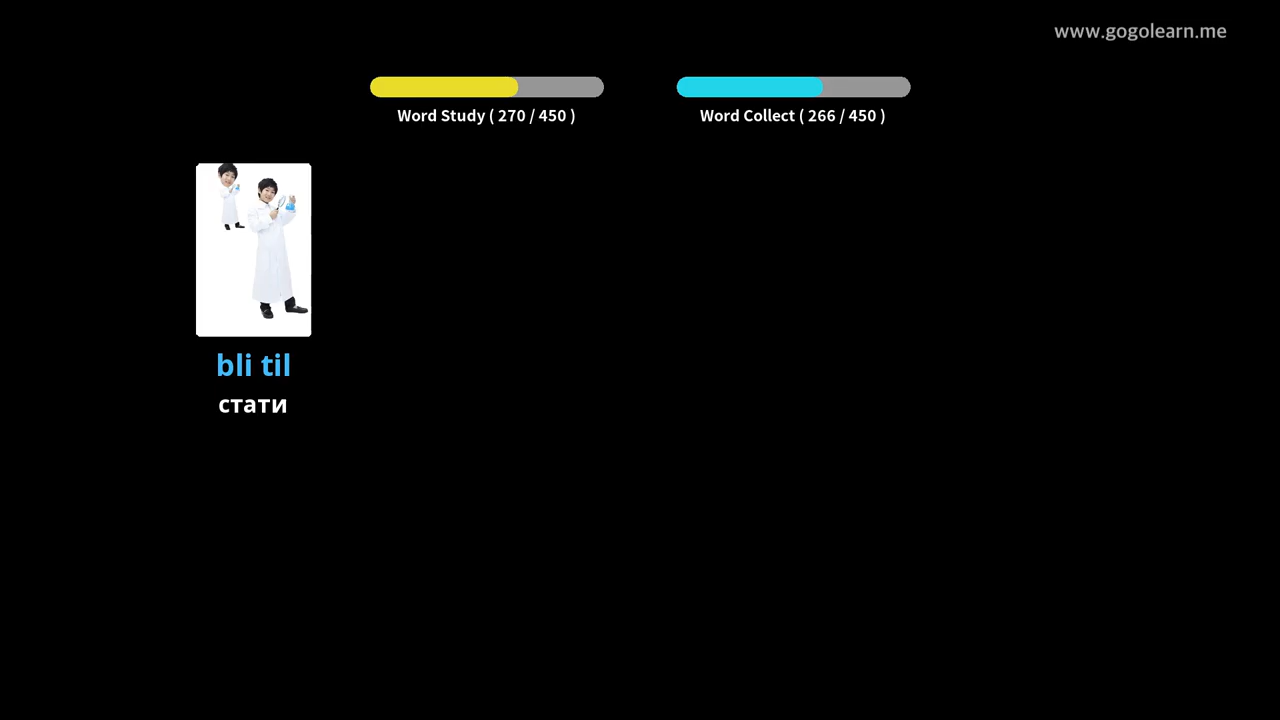 www.gogolearn.me
Word Study ( 270 / 450 )
Word Collect ( 266 / 450 )
bli til
стати